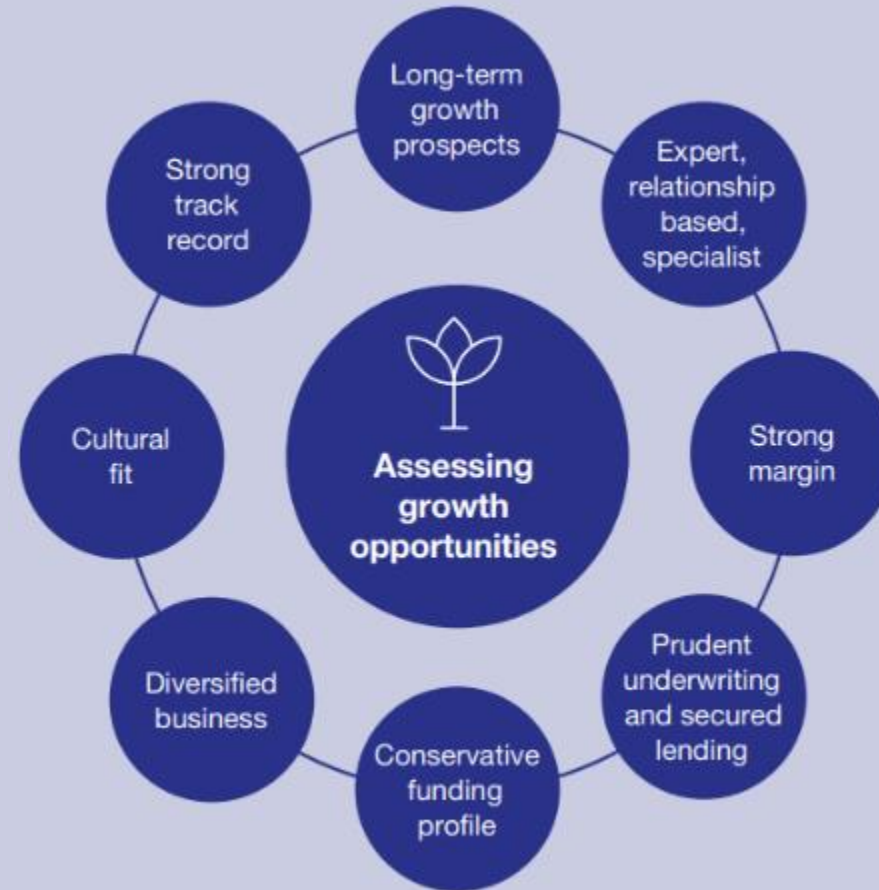 Long-term
growth
prospects
Expert,
relationship
based,
specialist
Strong
margin
Prudent
underwriting
and secured
lending
Conservative
funding
profile
Diversified
business
Cultural
fit
Strong
track
record
Assessing
growth
opportunities